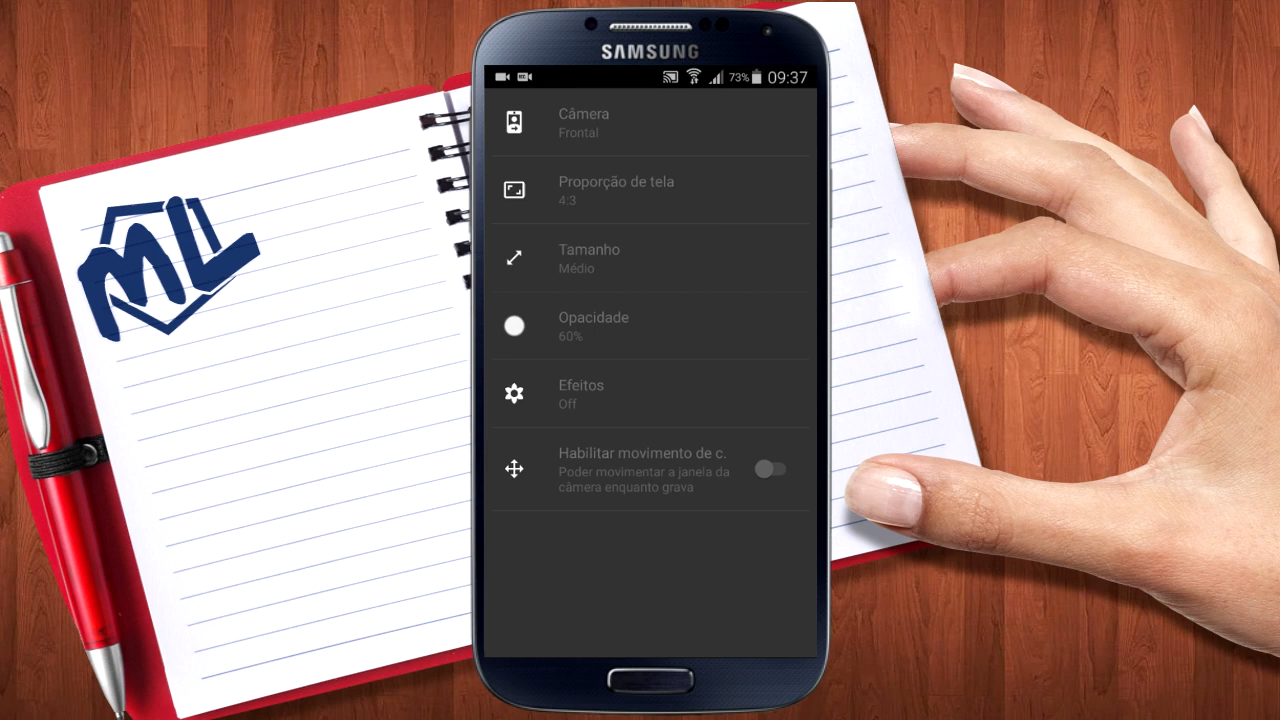 SAMSUNG
REC
73% 09:37
Câmera
Frontal
Proporção de tela
4:3
Tamanho
Médio
Opacidade
60%
Efeitos
Off
Habilitar movimento de c.
Poder movimentar a janela da
câmera enquanto grava
ML